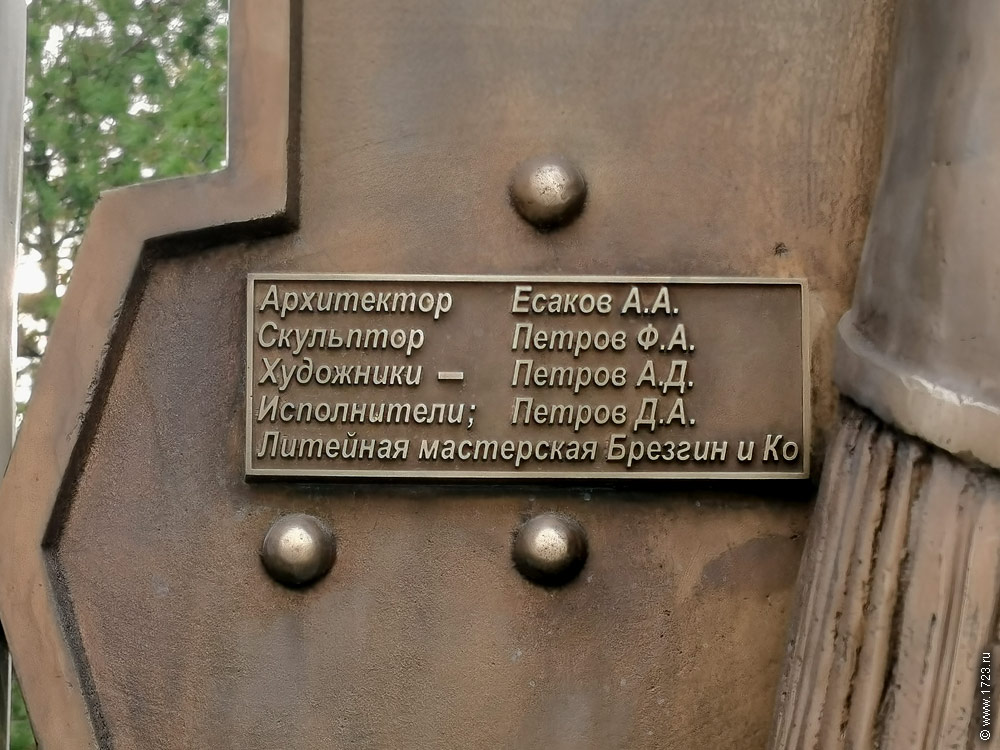 Архитектор Есаков А.А.
Скульптор Петров Ф.А.
Художники – Петров А.Д.
Исполнители; Петров Д.А.
Литейная мастерская Брезгин и Ко
© www.1723.ru